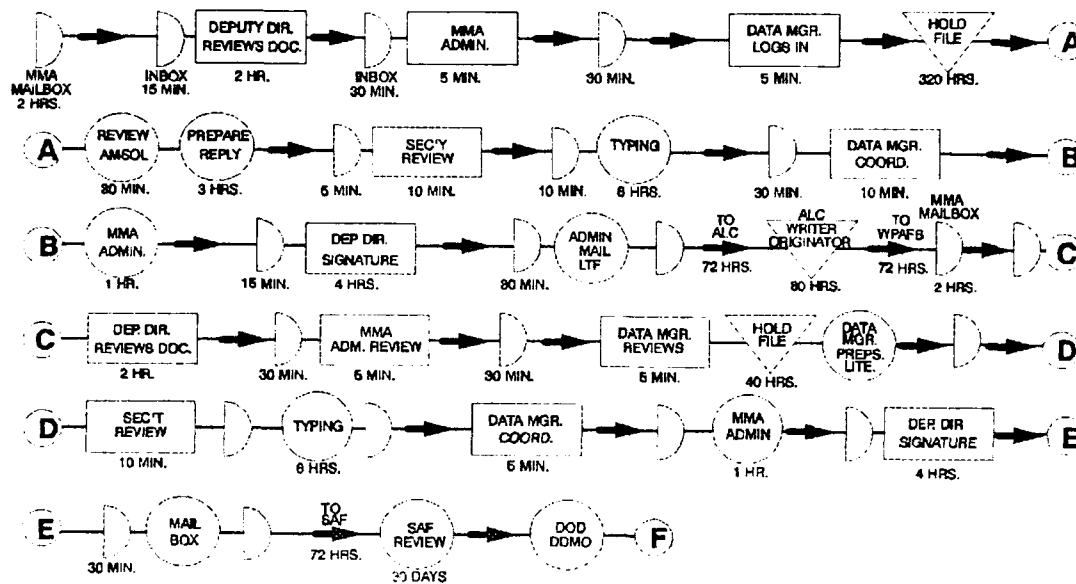 DEPUTY DIR.
REVIEWS DOC.
MMA
ADMIN.
DATA MGR.
LOGS IN
HOLD
FILE
A
MMA
MAILBOX
2 HRS.
INBOX
15 MIN.
2 HR.
INBOX
30 MIN.
5 MIN.
30 MIN.
5 MIN.
320 HRS.
A
REVIEW
AMSOL
PREPARE
REPLY
SEC'Y
REVIEW
TYPING
DATA MGR.
COORD.
B
3 HRS.
5 MIN.
10 MIN.
10 MIN.
6 HRS.
30 MIN.
10 MIN.
B
MMA
ADMIN.
DEP DIR.
SIGNATURE
ADMIN
MAIL
LTF
TO
ALC
ALC
WRITER
ORIGINATOR
TO
WPAFB
MMA
MAILBOX
C
1 HR.
15 MIN.
4 HRS.
72 HRS.
80 HRS.
72 HRS.
2 HRS.
C
DEP. DIR.
REVIEWS DOC.
MMA
ADM. REVIEW
DATA MGR.
REVIEWS
HOLD
FILE
DATA
MGR.
PREPS.
LITE.
D
2 HR.
30 MIN.
5 MIN.
30 MIN.
5 MIN.
40 HRS.
D
SEC'T
REVIEW
TYPING
DATA MGR.
COORD.
MMA
ADMIN
DEP. DIR
SIGNATURE
E
10 MIN.
6 HRS.
5 MIN.
1 HR.
4 HRS.
E
MAIL
BOX
TO
SAF
SAF
REVIEW
DOD
DDMO
F
30 MIN.
72 HRS.
30 DAYS